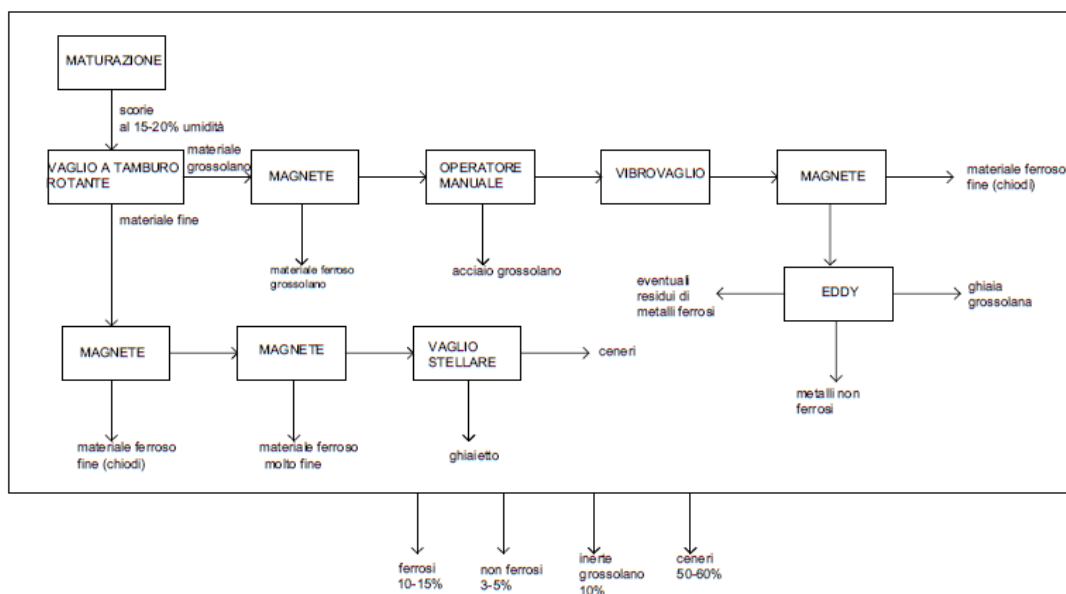 MATURAZIONE
scorie
al 15-20% umidità
VAGLIO A TAMBURO
ROTANTE
materiale
grossolano
MAGNETE
OPERATORE
MANUALE
VIBROVAGLIO
MAGNETE
materiale ferroso
fine (chiodi)
materiale fine
materiale ferroso
grossolano
acciaio grossolano
eventuali
residui di
metalli ferrosi
EDDY
ghiaia
grossolana
MAGNETE
MAGNETE
VAGLIO
STELLARE
ceneri
metalli non
ferrosi
materiale ferroso
fine (chiodi)
materiale ferroso
molto fine
ghiaietto
ferrosi
10-15%
non ferrosi
3-5%
inerte
grossolano
10%
ceneri
50-60%